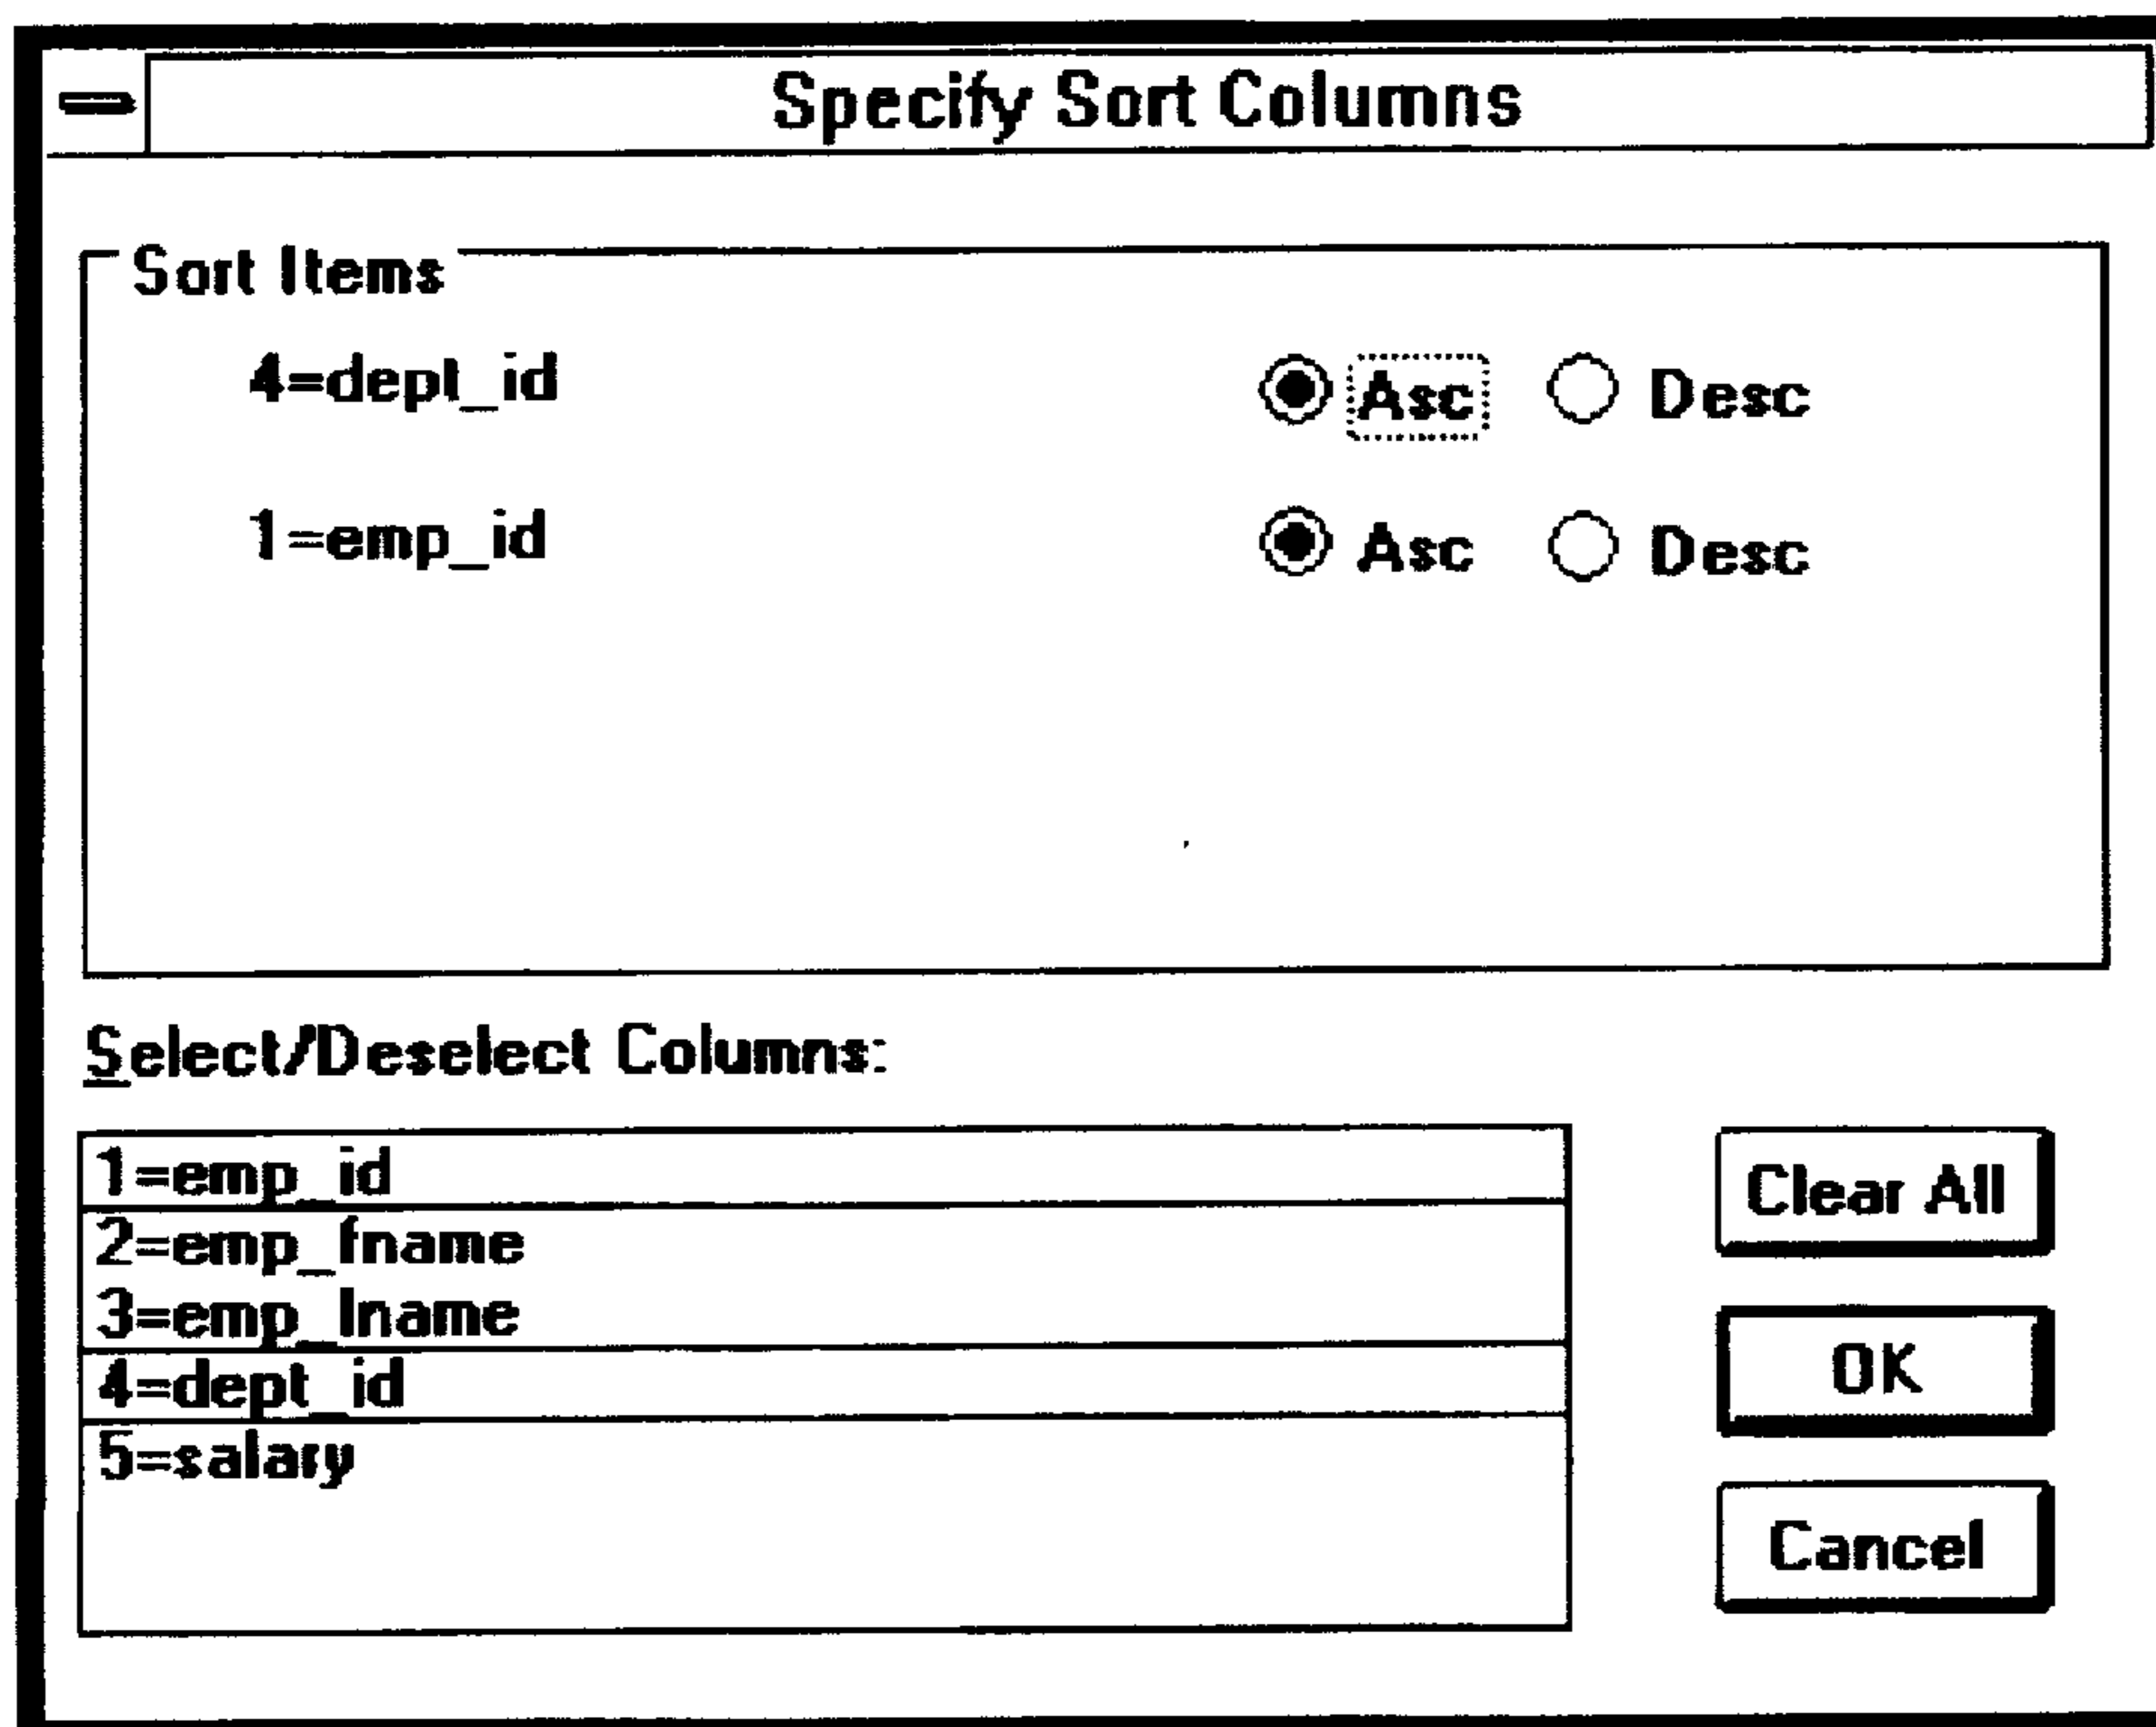 Specify Sort Columns
Sort Items
4=dept_id Asc Desc
1=emp_id Asc Desc
Select/Deselect Columns:
1=emp_id
2=emp_fname
3=emp_lname
4=dept_id
5=salary
Clear All
OK
Cancel